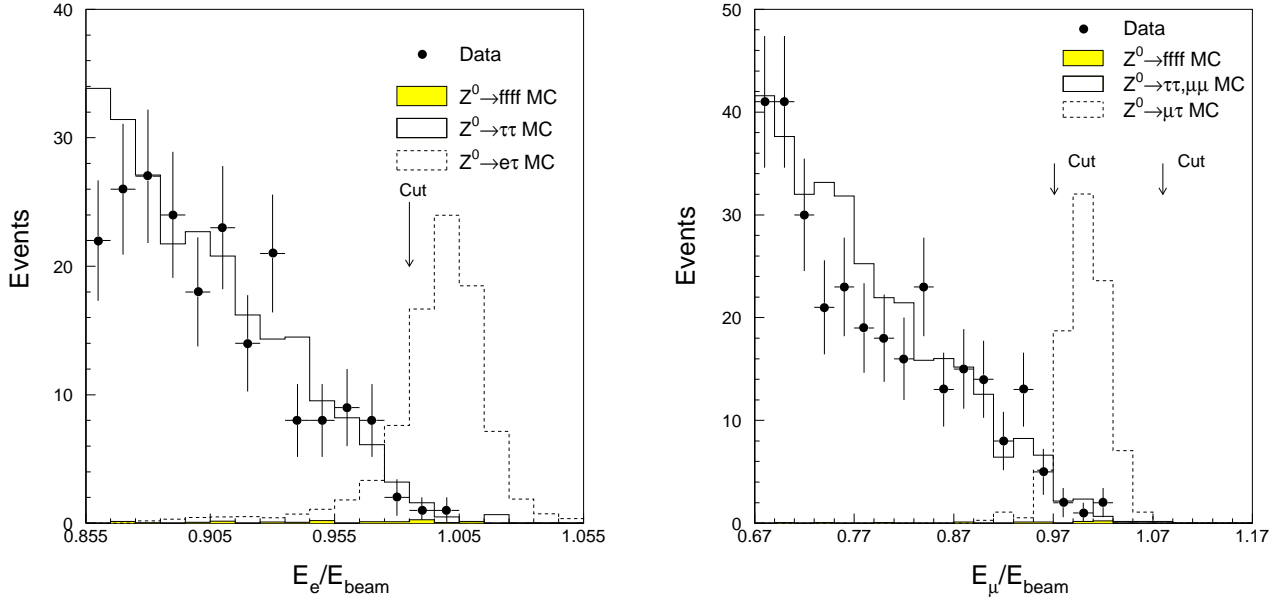 40
30
20
10
0
Events
Data
Z⁰→ffff MC
Z⁰→ττ MC
Z⁰→eτ MC
Cut
0.855 0.905 0.955 1.005 1.055
E_e/E_beam
50
40
30
20
10
0
Events
Data
Z⁰→ffff MC
Z⁰→ττ,μμ MC
Z⁰→μτ MC
Cut Cut
0.67 0.77 0.87 0.97 1.07 1.17
E_μ/E_beam